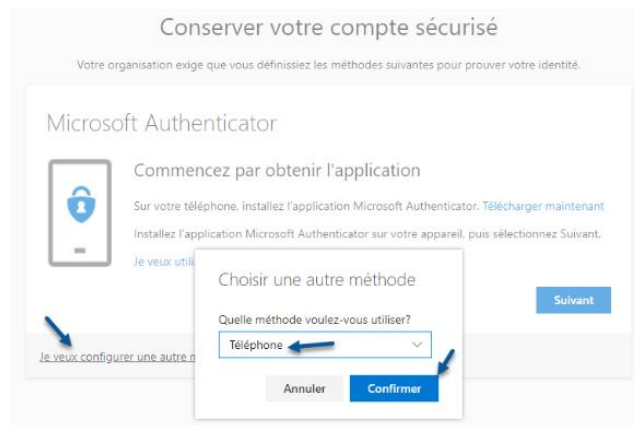 Conserver votre compte sécurisé
Votre organisation exige que vous définissiez les méthodes suivantes pour prouver votre identité.
Microsoft Authenticator
Commencez par obtenir l'application
Sur votre téléphone, installez l'application Microsoft Authenticator. Télécharger maintenant
Installez l'application Microsoft Authenticator sur votre appareil, puis sélectionnez Suivant.
Je veux
Choisir une autre méthode
Quelle méthode voulez-vous utiliser?
Suivant
Téléphone
Je veux configurer une autre
Annuler Confirmer